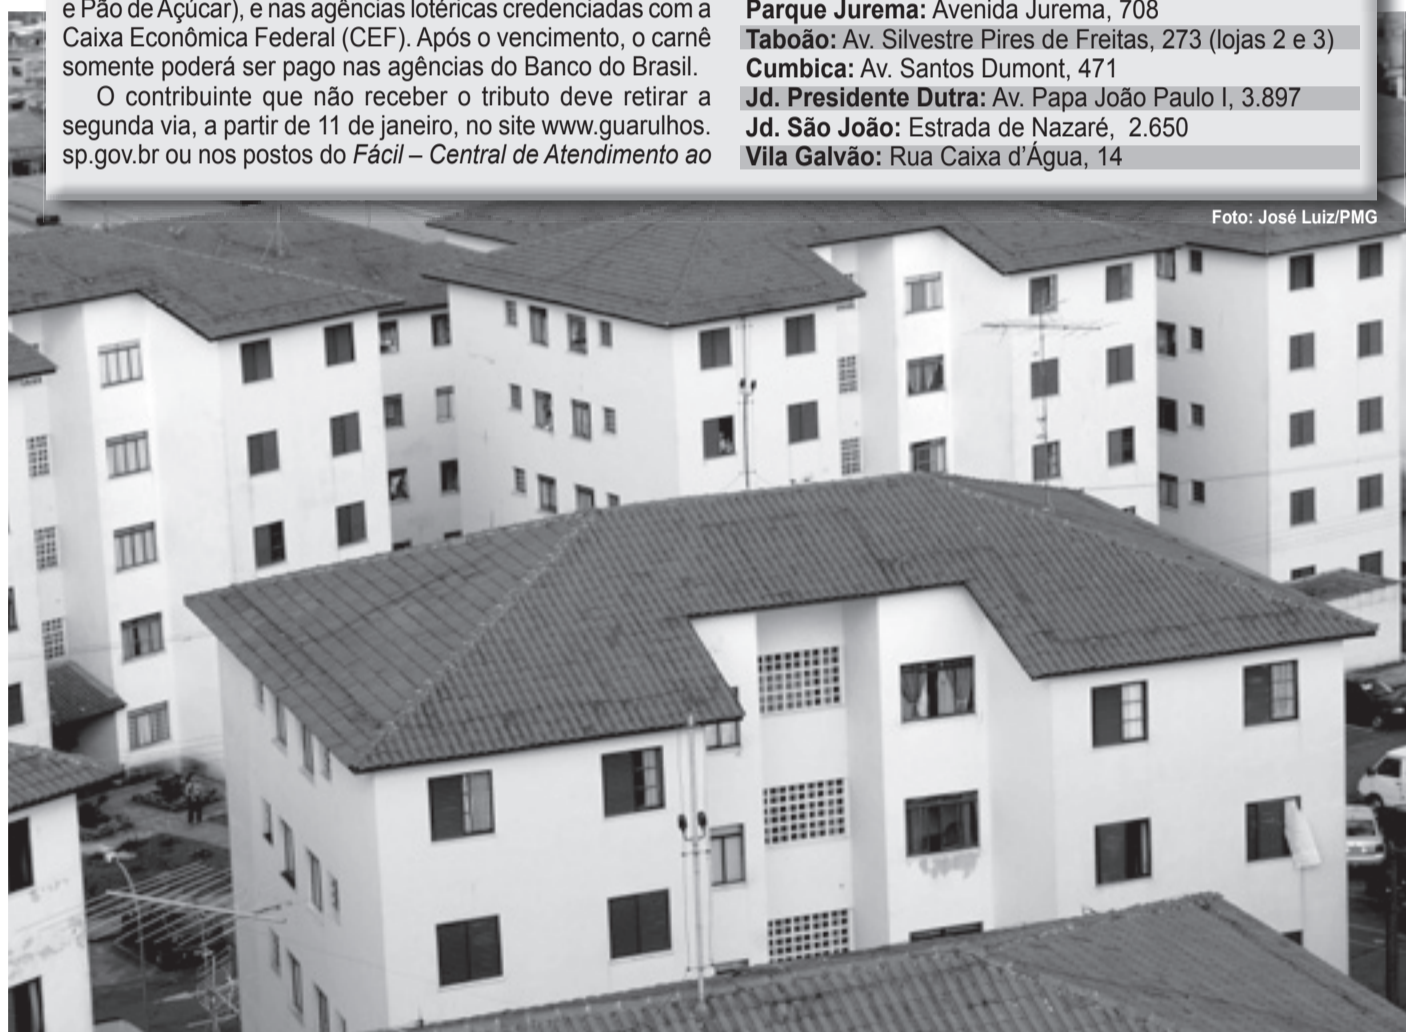 e Pão de Açúcar), e nas agências lotéricas credenciadas com a
Caixa Econômica Federal (CEF). Após o vencimento, o carnê
somente poderá ser pago nas agências do Banco do Brasil.
O contribuinte que não receber o tributo deve retirar a
segunda via, a partir de 11 de janeiro, no site www.guarulhos.
sp.gov.br ou nos postos do Fácil – Central de Atendimento ao
Parque Jurema: Avenida Jurema, 708
Taboão: Av. Silvestre Pires de Freitas, 273 (lojas 2 e 3)
Cumbica: Av. Santos Dumont, 471
Jd. Presidente Dutra: Av. Papa João Paulo I, 3.897
Jd. São João: Estrada de Nazaré, 2.650
Vila Galvão: Rua Caixa d'Água, 14
Foto: José Luiz/PMG